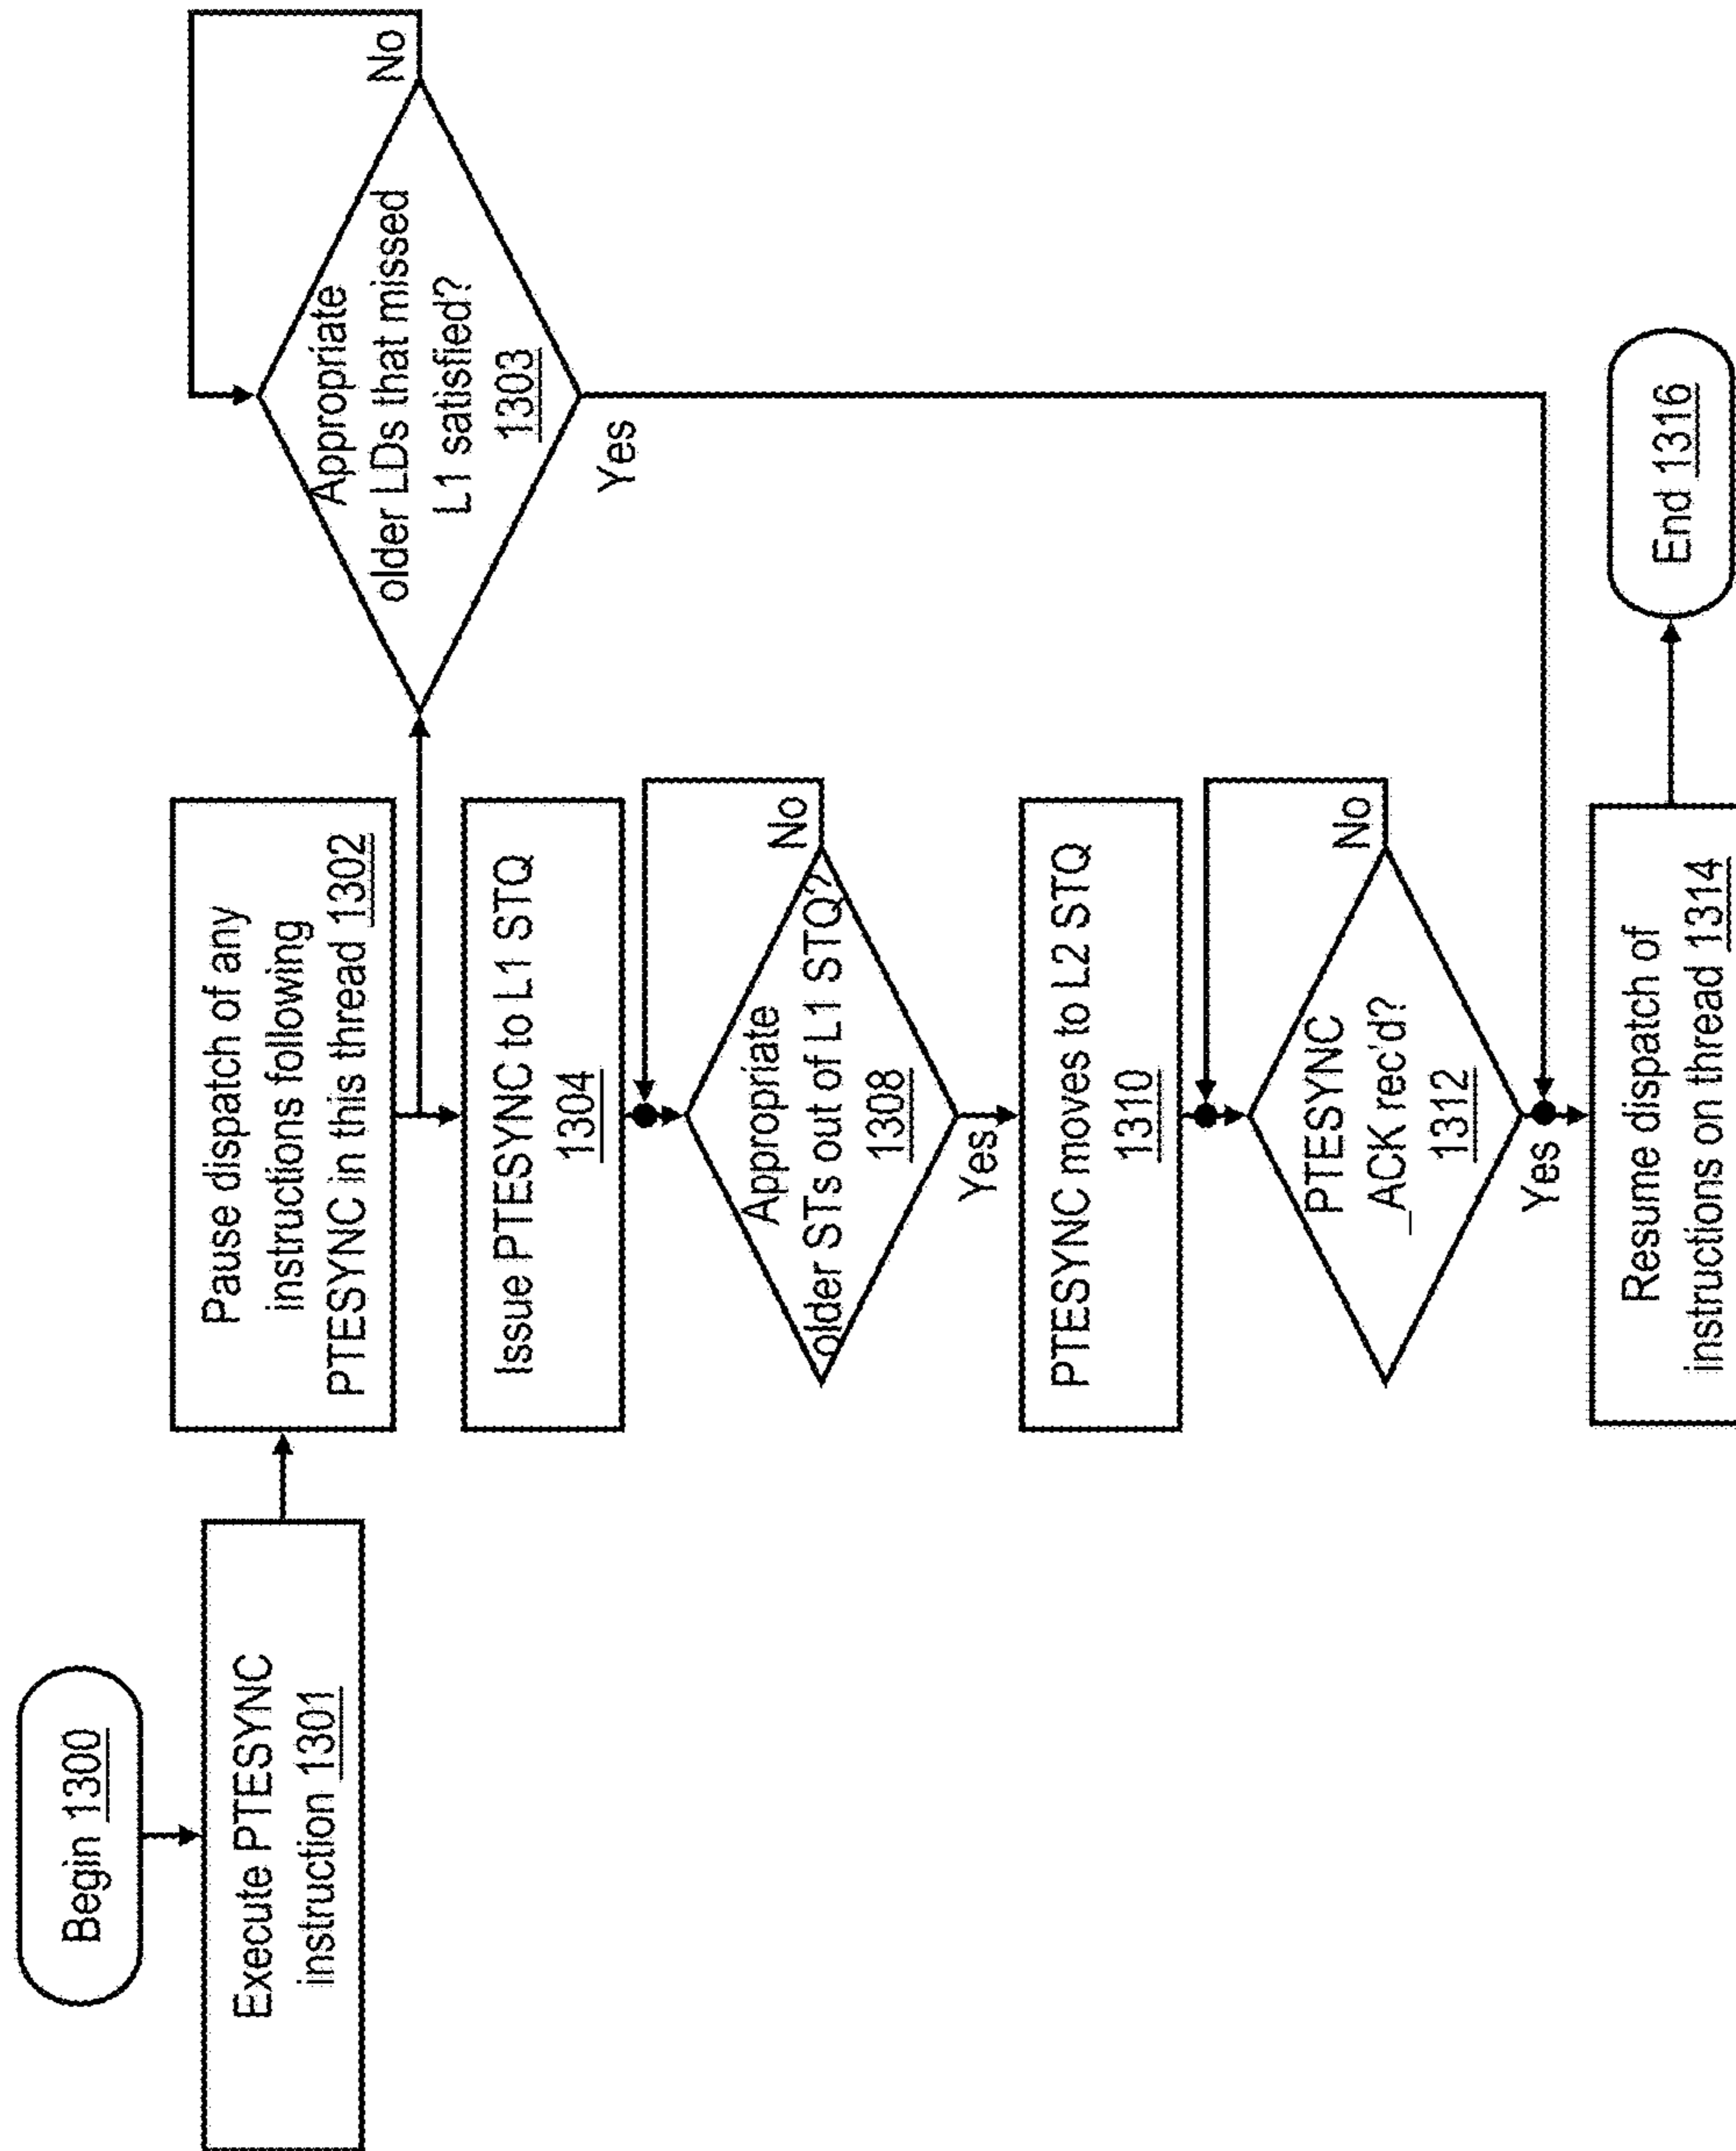 Begin 1300
Execute PTESYNC
instruction 1301
Pause dispatch of any
instructions following
PTESYNC in this thread 1302
Appropriate
older LDs that missed
L1 satisfied?
1303
No
Yes
Issue PTESYNC to L1 STQ
1304
Appropriate
older STs out of L1 STQ?
1308
No
Yes
PTESYNC moves to L2 STQ
1310
PTESYNC
_ACK rec'd?
1312
No
Yes
Resume dispatch of
instructions on thread 1314
End 1316